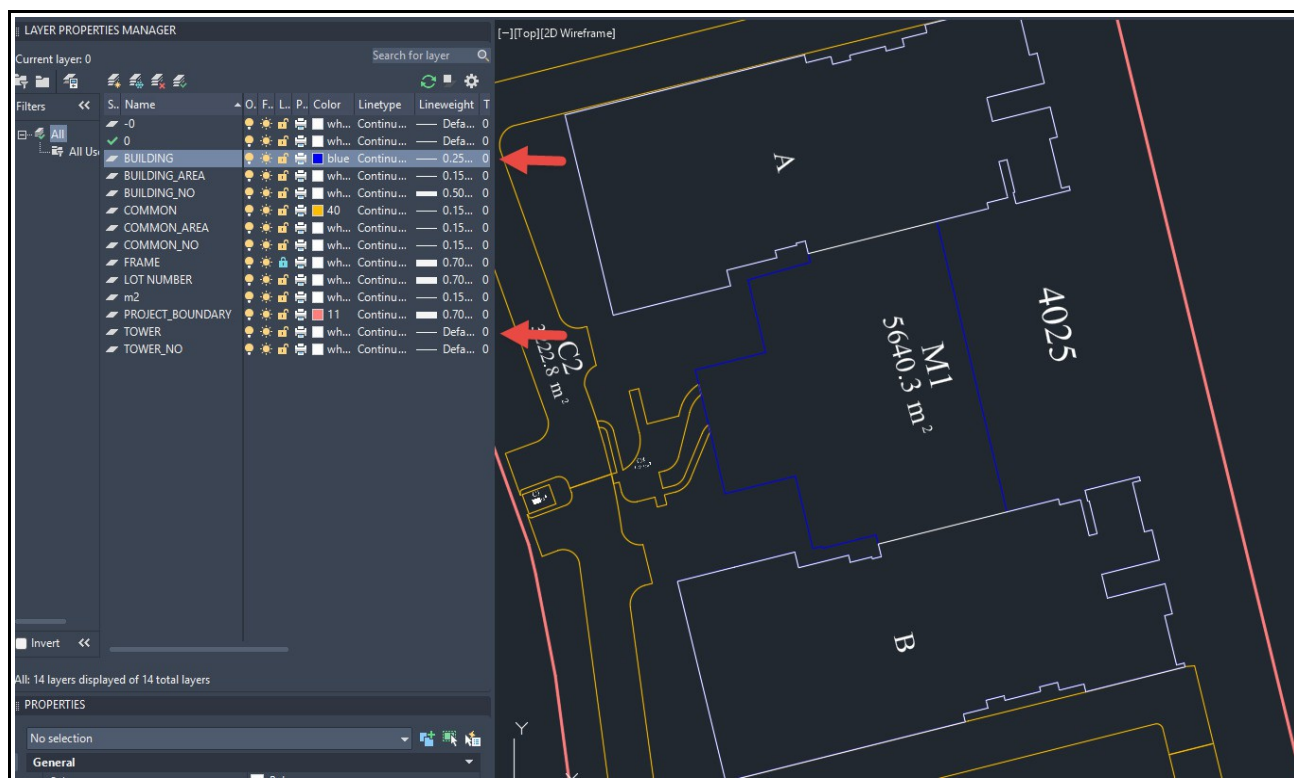 LAYER PROPERTIES MANAGER
Current layer: 0
Search for layer
Filters <<
S.. Name O. F.. L.. P.. Color Linetype Lineweight T
All
All Us
-0 wh... Continu... Defa... 0
0 wh... Continu... Defa... 0
BUILDING blue Continu... 0.25... 0
BUILDING_AREA wh... Continu... 0.15... 0
BUILDING_NO wh... Continu... 0.50... 0
COMMON 40 Continu... 0.15... 0
COMMON_AREA wh... Continu... 0.15... 0
COMMON_NO wh... Continu... 0.15... 0
FRAME wh... Continu... 0.70... 0
LOT NUMBER wh... Continu... 0.70... 0
m2 wh... Continu... 0.15... 0
PROJECT_BOUNDARY 11 Continu... 0.70... 0
TOWER wh... Continu... Defa... 0
TOWER_NO wh... Continu... Defa... 0
Invert <<
All: 14 layers displayed of 14 total layers
PROPERTIES
No selection
General
[−][Top][2D Wireframe]
A
4025
M1
5640.3 m²
C2
22.8 m²
B
Y